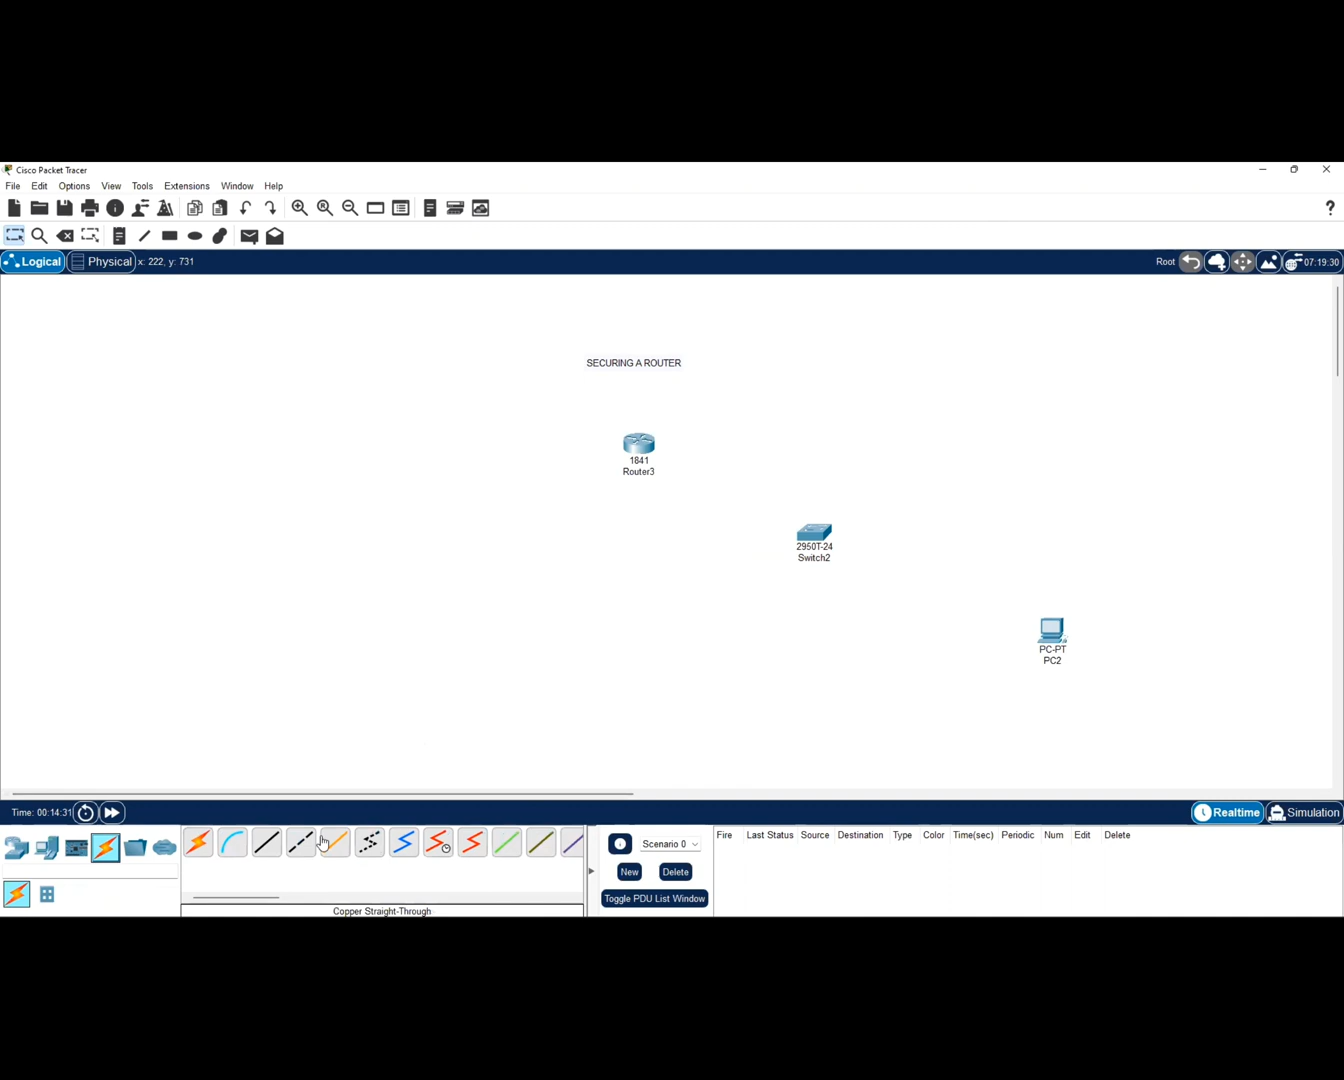 Cisco Packet Tracer
File Edit Options View Tools Extensions Window Help
?
Logical Physical x: 222, y: 731 Root 07:19:30
SECURING A ROUTER
1841
Router3
2950T-24
Switch2
PC-PT
PC2
Time: 00:14:31 Realtime Simulation
Scenario 0
New Delete
Toggle PDU List Window
Fire Last Status Source Destination Type Color Time(sec) Periodic Num Edit Delete
Copper Straight-Through